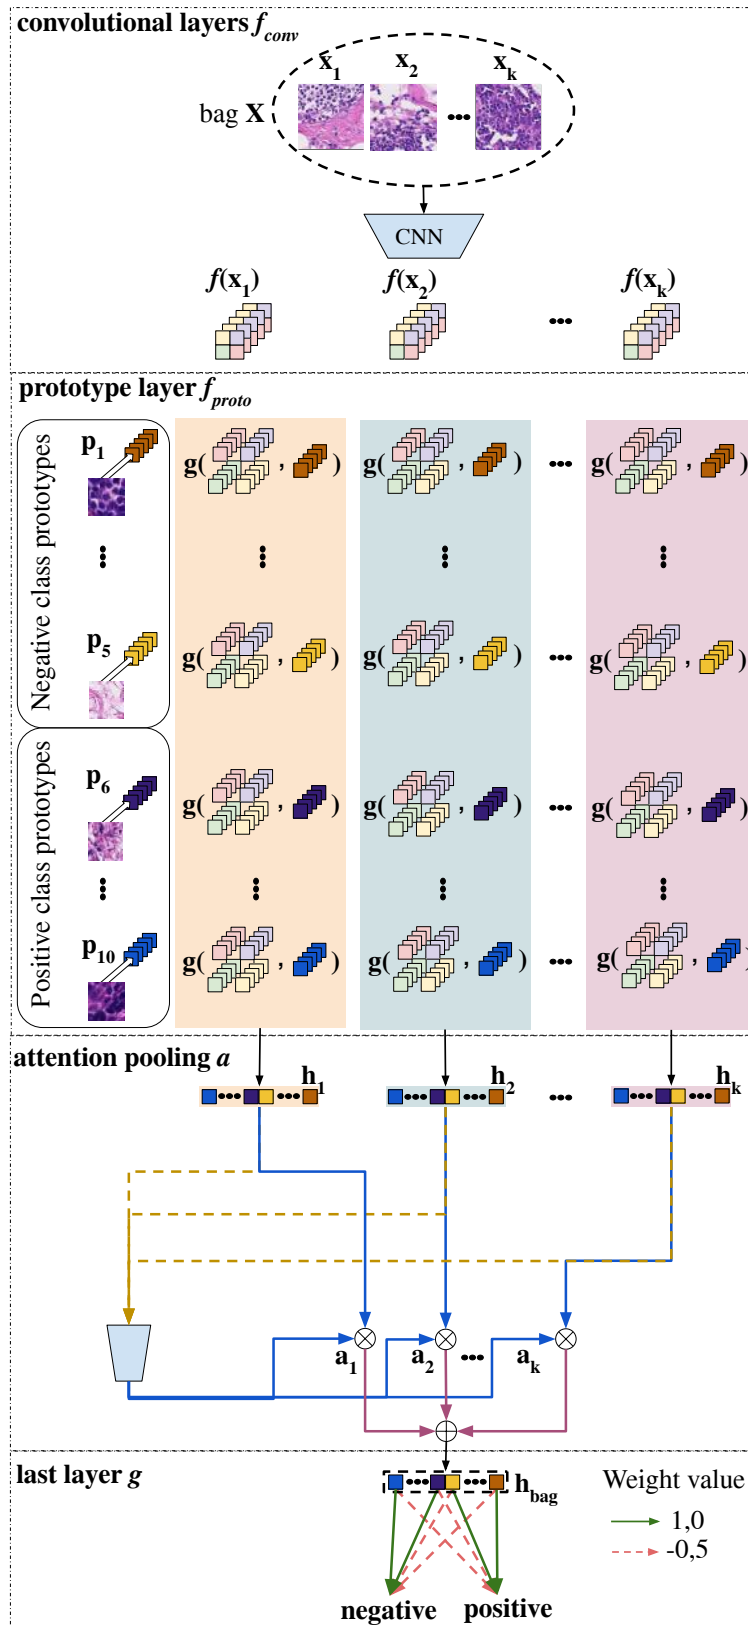 convolutional layers f_conv
x_1 x_2 x_k
bag X
CNN
f(x_1) f(x_2) f(x_k)
prototype layer f_proto
Negative class prototypes
p_1
g( , ) g( , ) g( , )
p_5
g( , ) g( , ) g( , )
Positive class prototypes
p_6
g( , ) g( , ) g( , )
p_10
g( , ) g( , ) g( , )
attention pooling a
h_1 h_2 h_k
a_1 a_2 a_k
last layer g
h_bag
Weight value
1,0
-0,5
negative positive